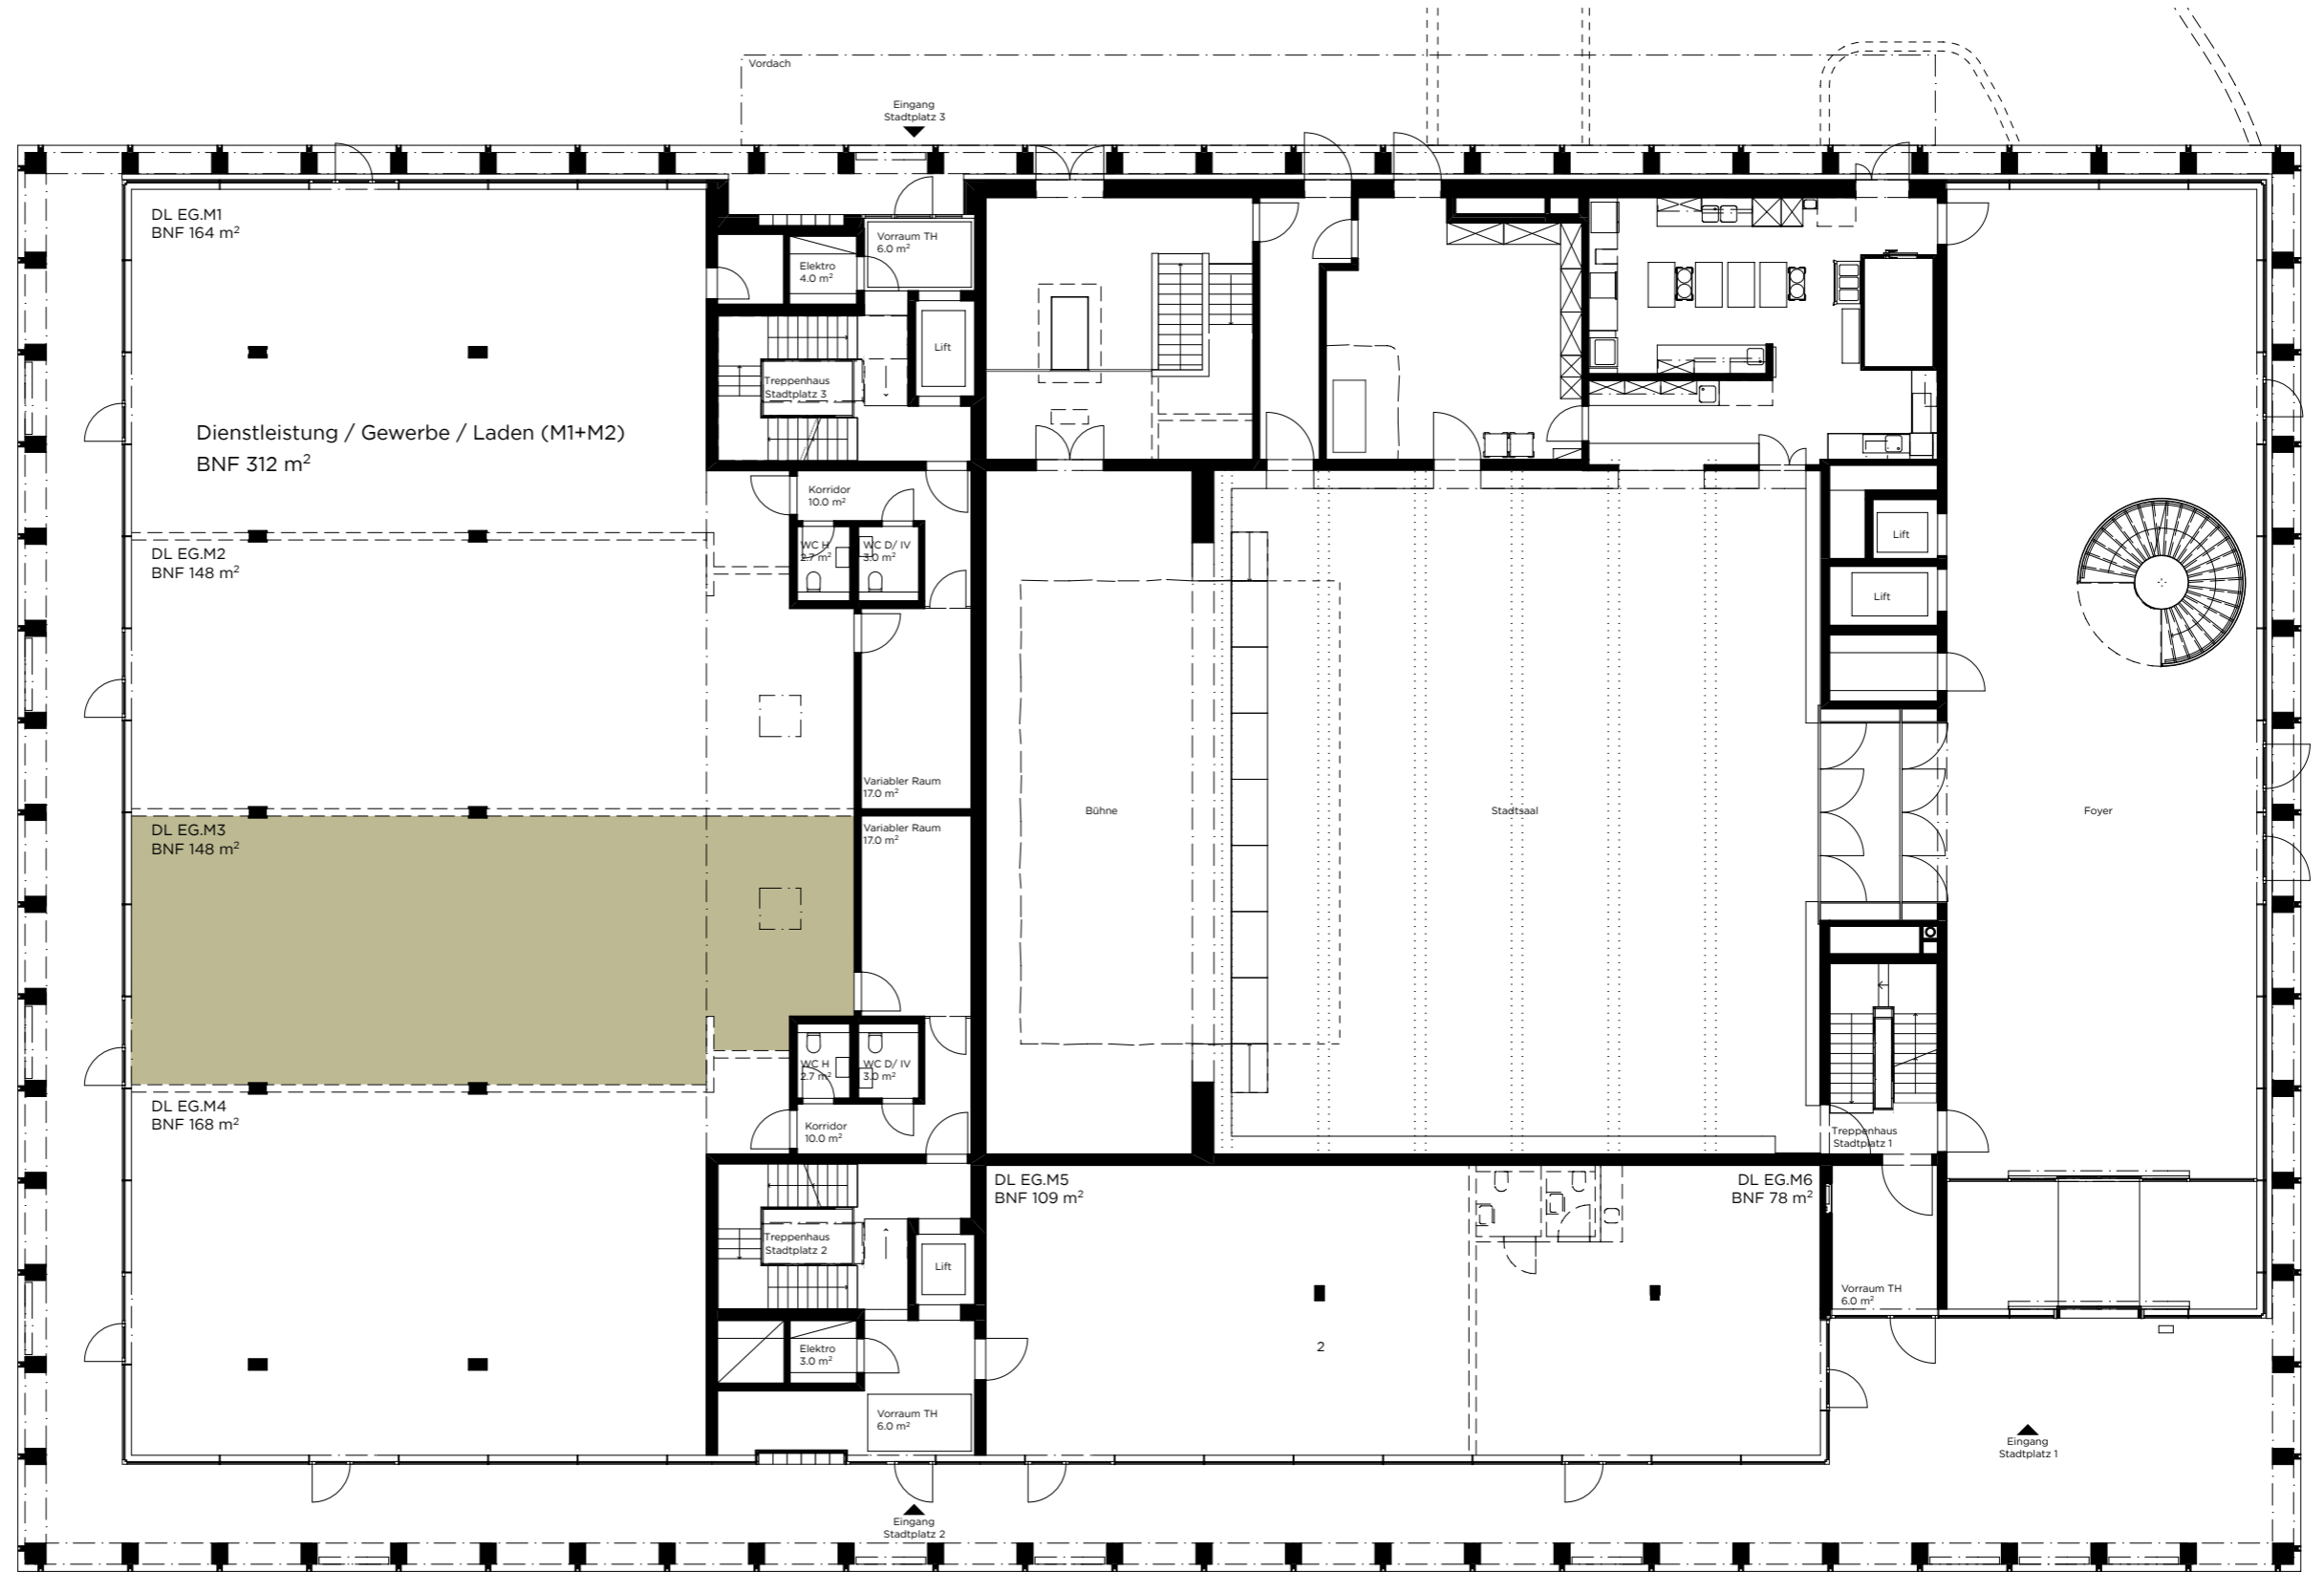 Vordach
Eingang
Stadtplatz 3
DL EG.M1
BNF 164 m²
Vorraum TH
6.0 m²
Elektro
4.0 m²
Lift
Treppenhaus
Stadtplatz 3
Dienstleistung / Gewerbe / Laden (M1+M2)
BNF 312 m²
Korridor
10.0 m²
WC H
2.7 m²
WC D/ IV
3.0 m²
DL EG.M2
BNF 148 m²
Lift
Lift
Variabler Raum
17.0 m²
Bühne
Stadtsaal
Foyer
DL EG.M3
BNF 148 m²
Variabler Raum
17.0 m²
WC H
2.7 m²
WC D/ IV
3.0 m²
DL EG.M4
BNF 168 m²
Korridor
10.0 m²
Treppenhaus
Stadtplatz 1
DL EG.M5
BNF 109 m²
DL EG.M6
BNF 78 m²
Treppenhaus
Stadtplatz 2
Lift
Vorraum TH
6.0 m²
Elektro
3.0 m²
2
Vorraum TH
6.0 m²
Eingang
Stadtplatz 1
Eingang
Stadtplatz 2